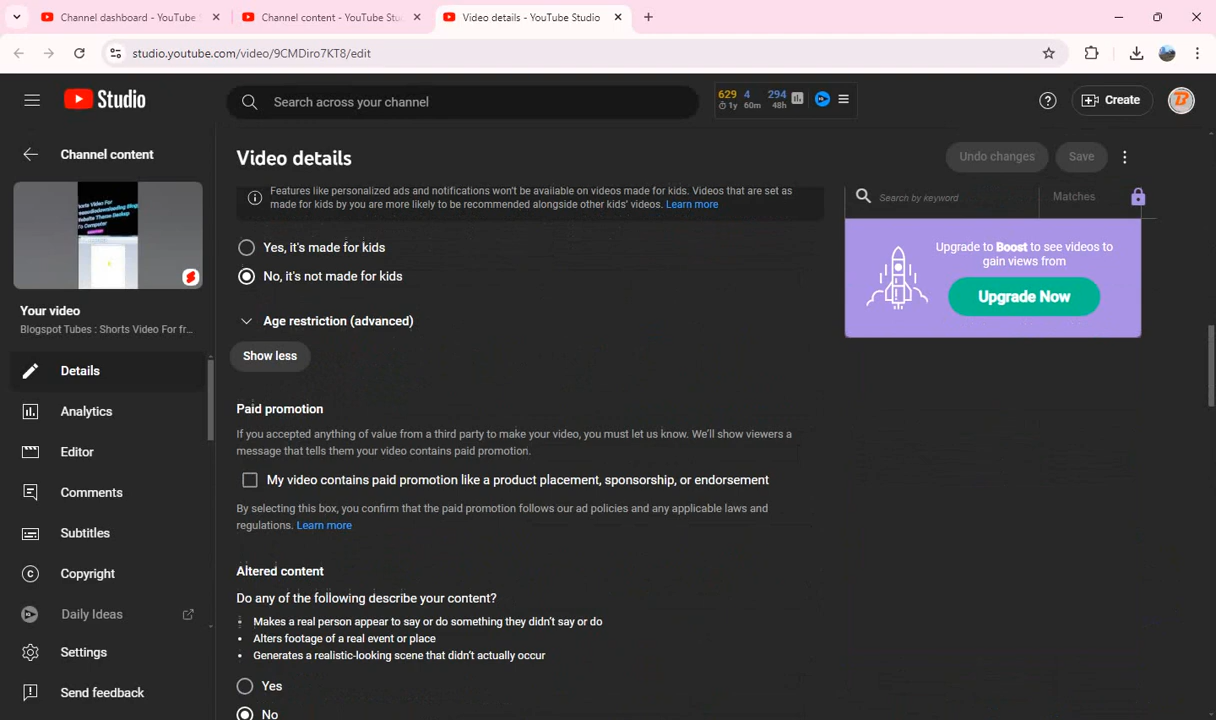 Channel dashboard - YouTube S
Channel content - YouTube Stu
Video details - YouTube Studio
studio.youtube.com/video/9CMDiro7KT8/edit
Studio
Search across your channel
629 4 294
1y 60m 48h
Create
Channel content
Video details
Undo changes
Save
Shorts Video For
Your video
Blogspot Tubes : Shorts Video For fr...
Details
Analytics
Editor
Comments
Subtitles
Copyright
Daily Ideas
Settings
Send feedback
Features like personalized ads and notifications won't be available on videos made for kids. Videos that are set as
made for kids by you are more likely to be recommended alongside other kids' videos. Learn more
Yes, it's made for kids
No, it's not made for kids
Age restriction (advanced)
Show less
Paid promotion
If you accepted anything of value from a third party to make your video, you must let us know. We'll show viewers a
message that tells them your video contains paid promotion.
My video contains paid promotion like a product placement, sponsorship, or endorsement
By selecting this box, you confirm that the paid promotion follows our ad policies and any applicable laws and
regulations. Learn more
Altered content
Do any of the following describe your content?
• Makes a real person appear to say or do something they didn't say or do
• Alters footage of a real event or place
• Generates a realistic-looking scene that didn't actually occur
Yes
No
Search by keyword
Matches
Upgrade to Boost to see videos to
gain views from
Upgrade Now